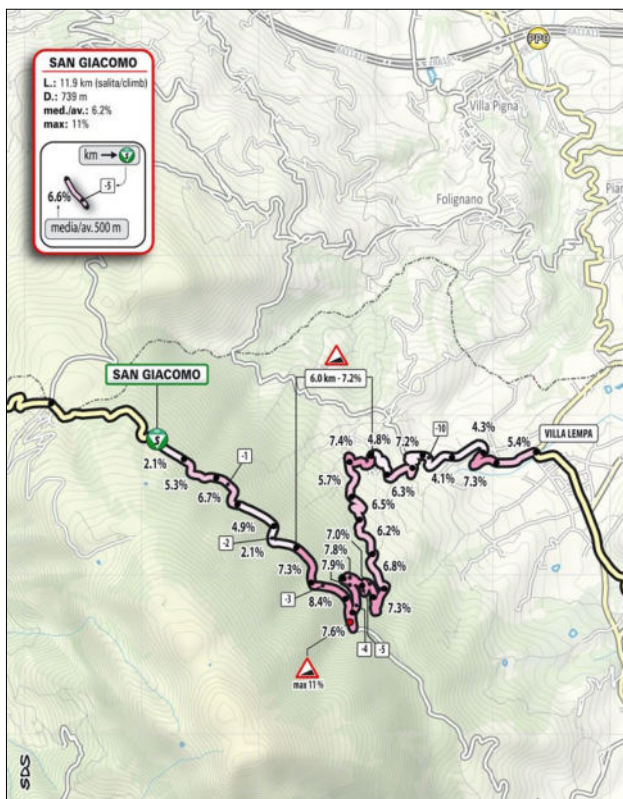 SAN GIACOMO
L.: 11.9 km (salita/climb)
D.: 739 m
med./av.: 6.2%
max: 11%
km
S
-5
6.6%
media/av.500 m
PPR
Villa Pigna
Folignano
Pian
SAN GIACOMO
6.0 km - 7.2%
S
2.1%
5.3%
-1
6.7%
4.9%
-2
2.1%
7.3%
-3
8.4%
7.6%
max 11%
-4
-5
7.9%
7.8%
7.0%
7.3%
6.8%
6.2%
6.5%
5.7%
7.4%
4.8%
6.3%
7.2%
-10
4.1%
4.3%
7.3%
5.4%
VILLA LEMPA
SDS